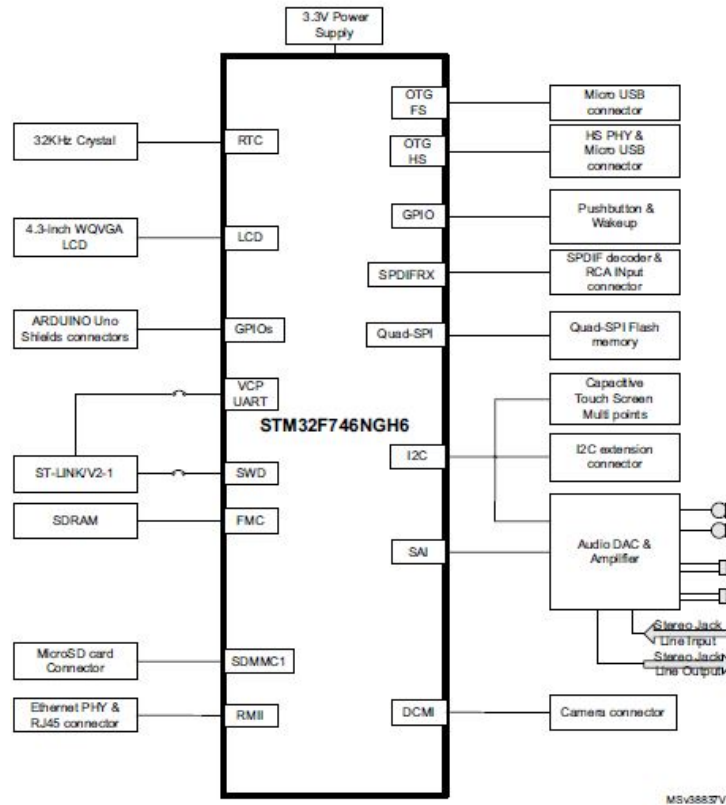 3.3V Power
Supply
OTG
FS
Micro USB
connector
32KHz Crystal
RTC
OTG
HS
HS PHY &
Micro USB
connector
4.3-inch WQVGA
LCD
LCD
GPIO
Pushbutton &
Wakeup
SPDIFRX
SPDIF decoder &
RCA INput
connector
ARDUINO Uno
Shields connectors
GPIOs
Quad-SPI
Quad-SPI Flash
memory
VCP
UART
Capacitive
Touch Screen
Multi points
STM32F746NGH6
ST-LINK/V2-1
SWD
I2C
I2C extension
connector
SDRAM
FMC
SAI
Audio DAC &
Amplifier
Stereo Jack
Line Input
Stereo Jack
Line Output
MicroSD card
Connector
SDMMC1
Ethernet PHY &
RJ45 connector
RMII
DCMI
Camera connector
MSv38837V